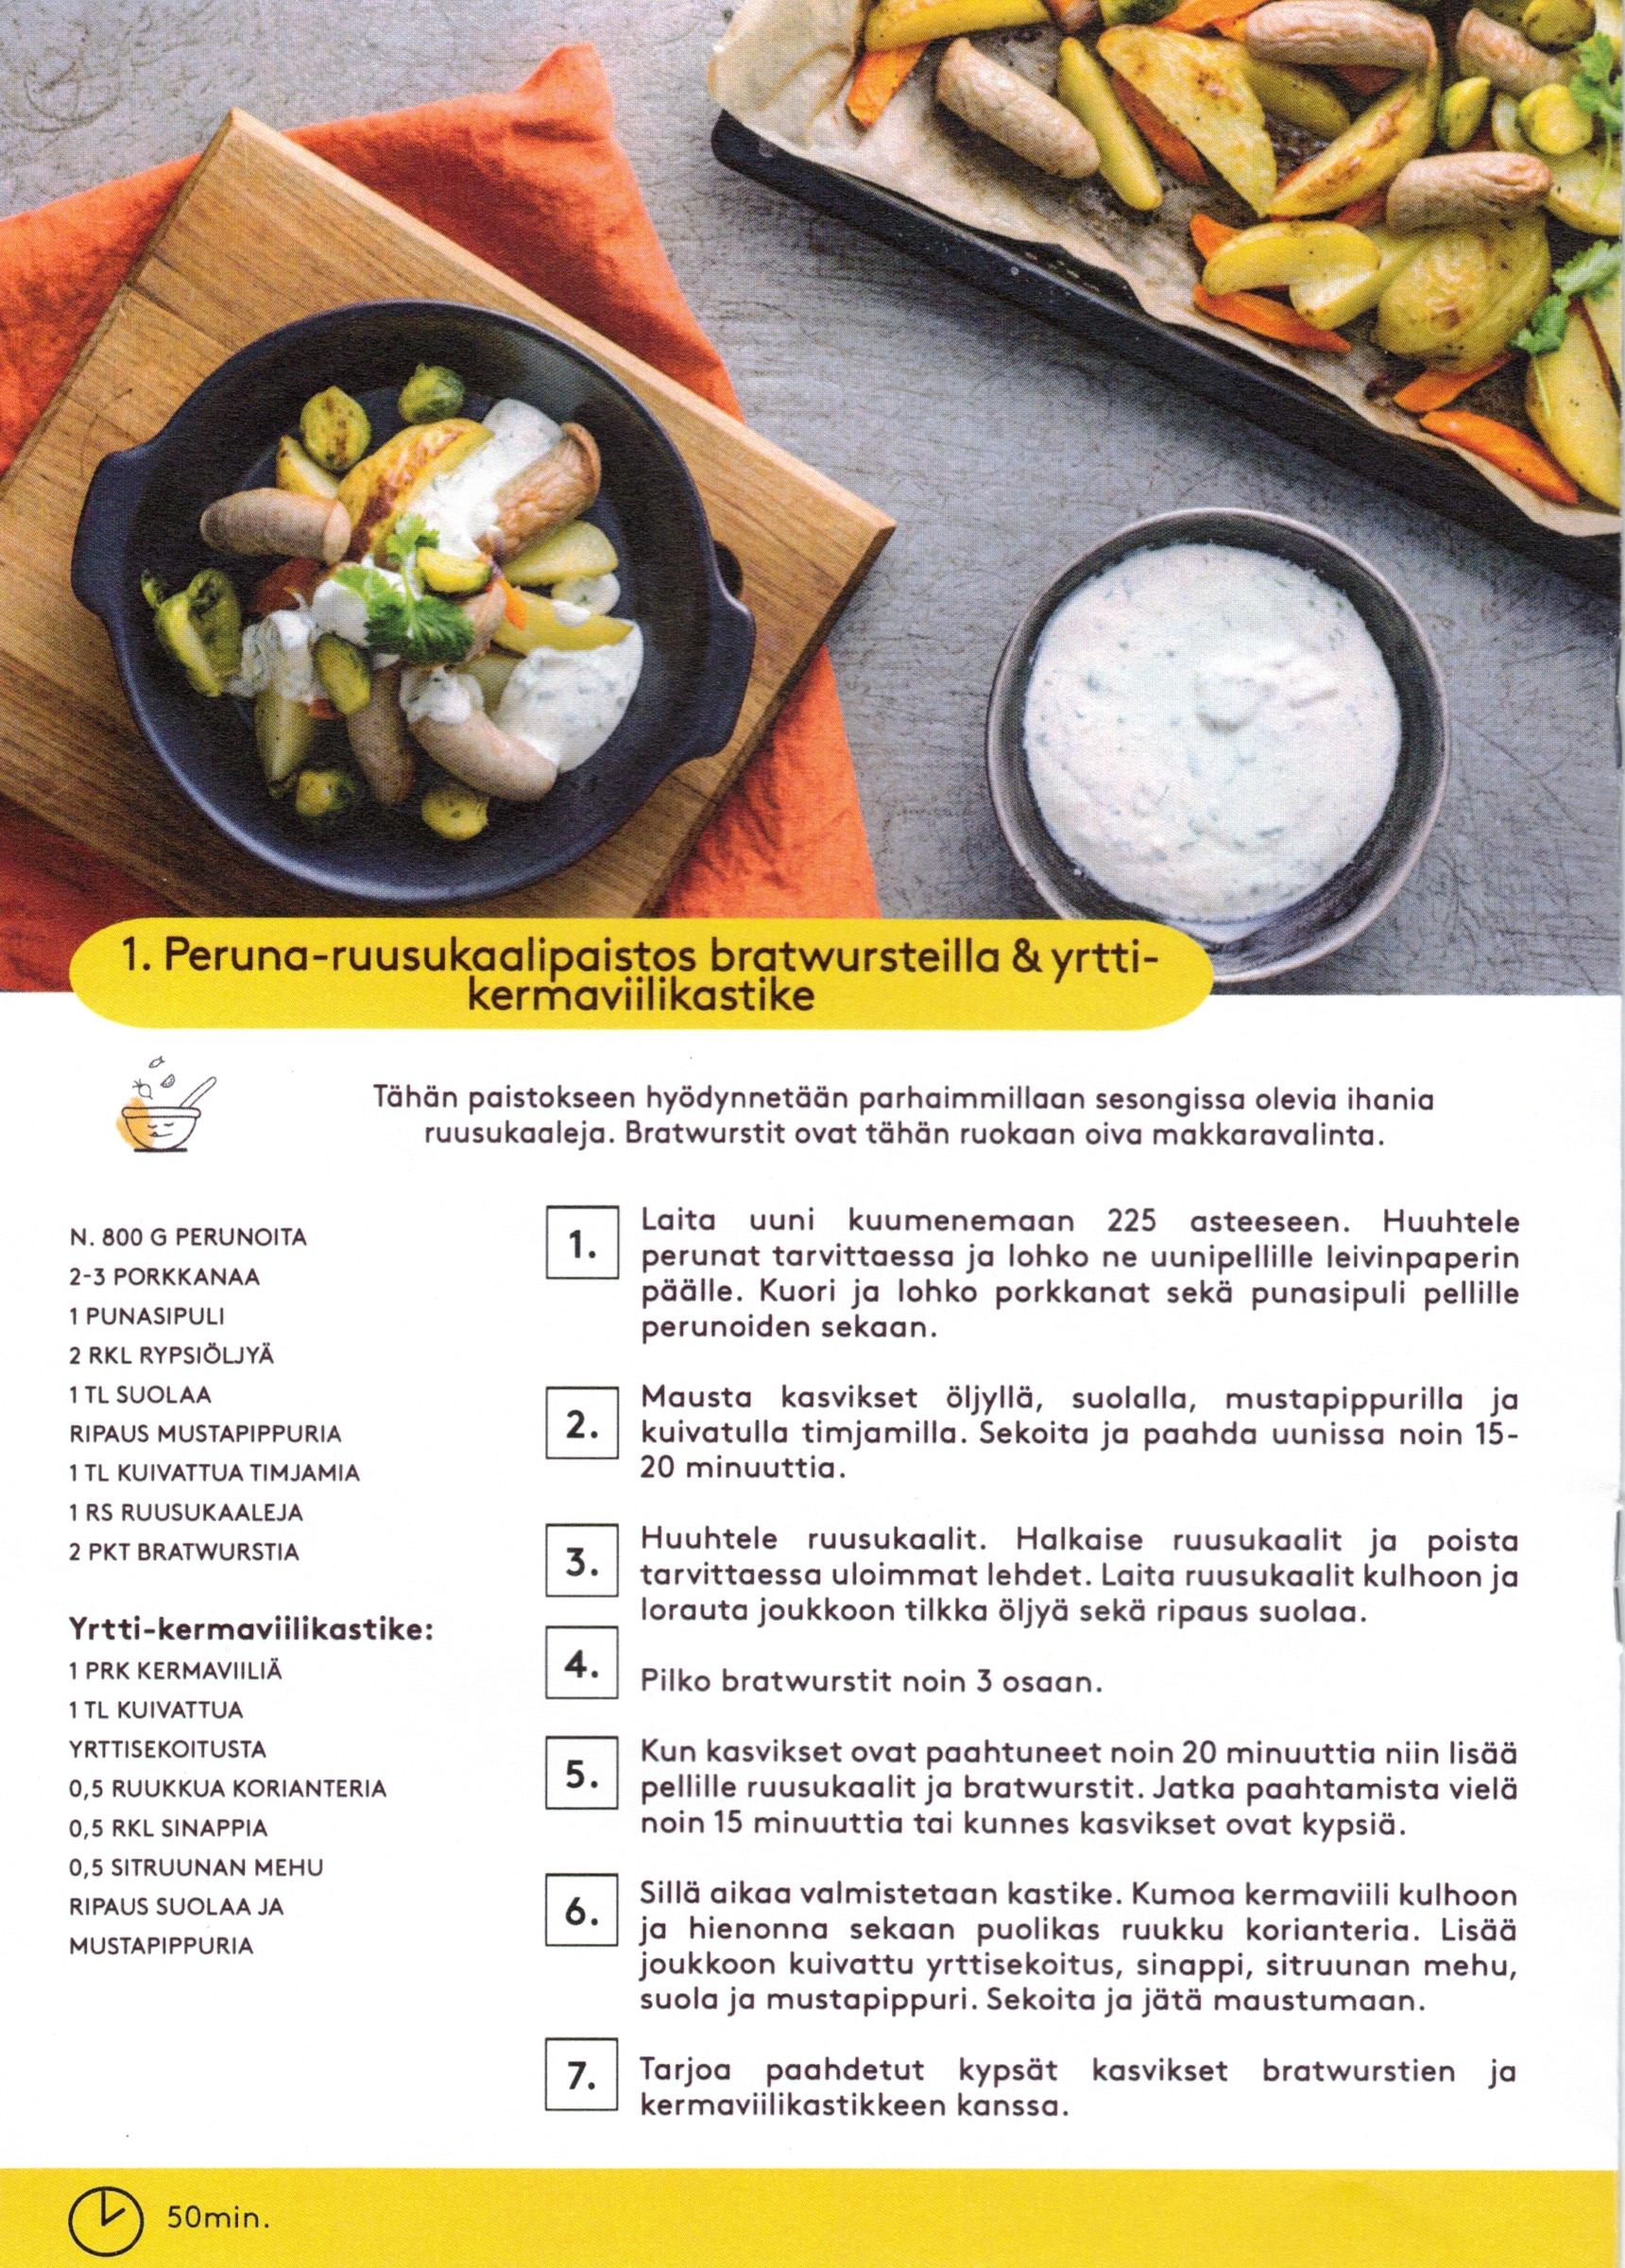 1. Peruna-ruusukaalipaistos bratwursteilla & yrtti-
kermaviilikastike
Tähän paistokseen hyödynnetään parhaimmillaan sesongissa olevia ihania
ruusukaaleja. Bratwurstit ovat tähän ruokaan oiva makkaravalinta.
N. 800 G PERUNOITA
2-3 PORKKANAA
1 PUNASIPULI
2 RKL RYPSIÖLJYÄ
1 TL SUOLAA
RIPAUS MUSTAPIPPURIA
1 TL KUIVATTUA TIMJAMIA
1 RS RUUSUKAALEJA
2 PKT BRATWURSTIA
Yrtti-kermaviilikastike:
1 PRK KERMAVIILIÄ
1 TL KUIVATTUA
YRTTISEKOITUSTA
0,5 RUUKKUA KORIANTERIA
0,5 RKL SINAPPIA
0,5 SITRUUNAN MEHU
RIPAUS SUOLAA JA
MUSTAPIPPURIA
1.
Laita uuni kuumenemaan 225 asteeseen. Huuhtele
perunat tarvittaessa ja lohko ne uunipellille leivinpaperin
päälle. Kuori ja lohko porkkanat sekä punasipuli pellille
perunoiden sekaan.
2.
Mausta kasvikset öljyllä, suolalla, mustapippurilla ja
kuivatulla timjamilla. Sekoita ja paahda uunissa noin 15-
20 minuuttia.
3.
Huuhtele ruusukaalit. Halkaise ruusukaalit ja poista
tarvittaessa uloimmat lehdet. Laita ruusukaalit kulhoon ja
lorauta joukkoon tilkka öljyä sekä ripaus suolaa.
4.
Pilko bratwurstit noin 3 osaan.
5.
Kun kasvikset ovat paahtuneet noin 20 minuuttia niin lisää
pellille ruusukaalit ja bratwurstit. Jatka paahtamista vielä
noin 15 minuuttia tai kunnes kasvikset ovat kypsiä.
6.
Sillä aikaa valmistetaan kastike. Kumoa kermaviili kulhoon
ja hienonna sekaan puolikas ruukku korianteria. Lisää
joukkoon kuivattu yrttisekoitus, sinappi, sitruunan mehu,
suola ja mustapippuri. Sekoita ja jätä maustumaan.
7.
Tarjoa paahdetut kypsät kasvikset bratwurstien ja
kermaviilikastikkeen kanssa.
50min.